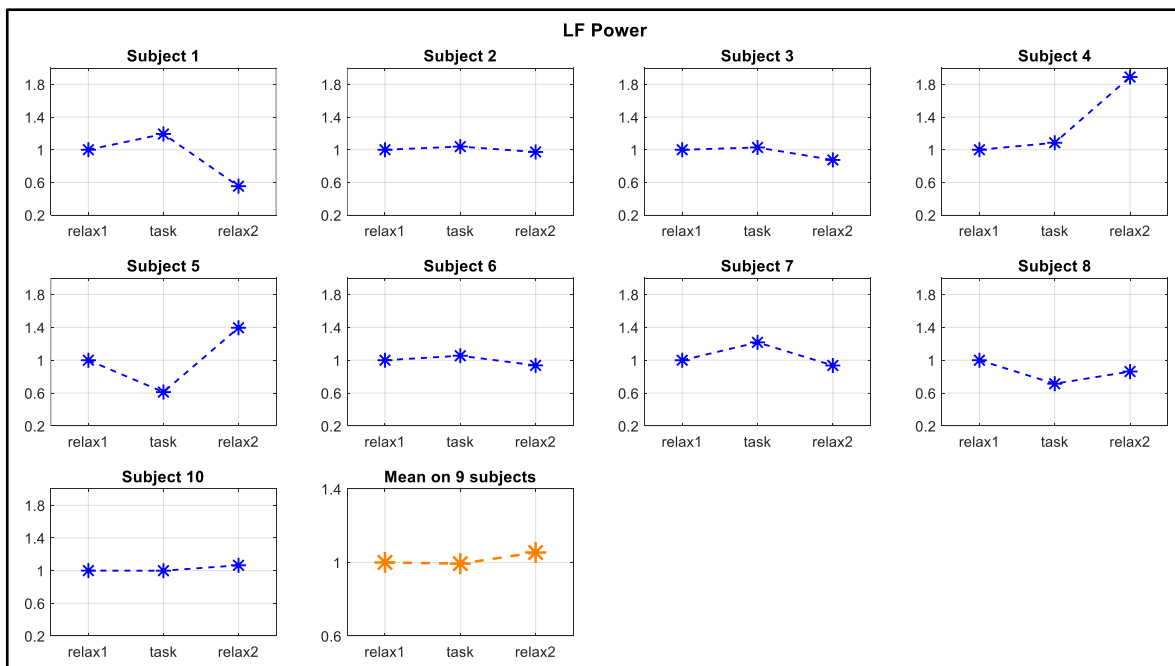 LF Power
Subject 1
1.8
1.4
1
0.6
0.2
relax1 task relax2
Subject 2
1.8
1.4
1
0.6
0.2
relax1 task relax2
Subject 3
1.8
1.4
1
0.6
0.2
relax1 task relax2
Subject 4
1.8
1.4
1
0.6
0.2
relax1 task relax2
Subject 5
1.8
1.4
1
0.6
0.2
relax1 task relax2
Subject 6
1.8
1.4
1
0.6
0.2
relax1 task relax2
Subject 7
1.8
1.4
1
0.6
0.2
relax1 task relax2
Subject 8
1.8
1.4
1
0.6
0.2
relax1 task relax2
Subject 10
1.8
1.4
1
0.6
0.2
relax1 task relax2
Mean on 9 subjects
1.4
1
0.6
relax1 task relax2